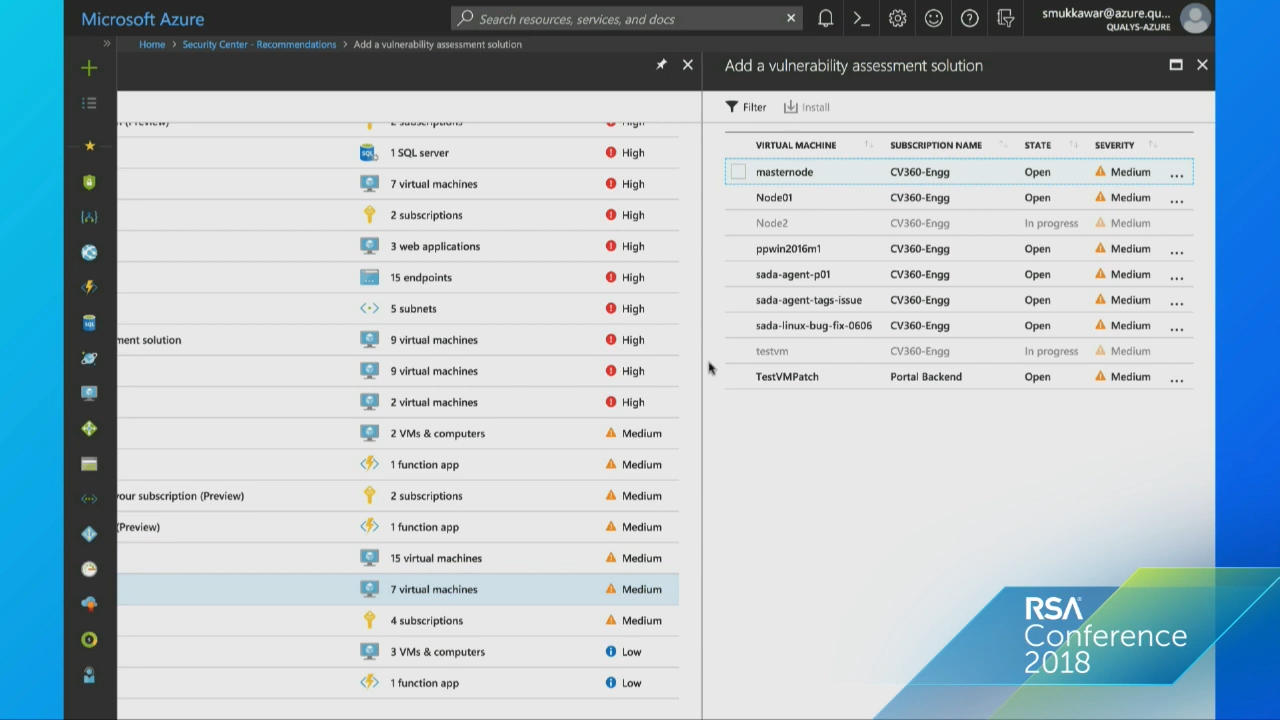 Microsoft Azure
Search resources, services, and docs
smukkawar@azure.qu...
QUALYS-AZURE
Home > Security Center - Recommendations > Add a vulnerability assessment solution
Add a vulnerability assessment solution
Filter Install
VIRTUAL MACHINE SUBSCRIPTION NAME STATE SEVERITY
masternode CV360-Engg Open Medium ...
Node01 CV360-Engg Open Medium ...
Node2 CV360-Engg In progress Medium
ppwin2016m1 CV360-Engg Open Medium ...
sada-agent-p01 CV360-Engg Open Medium ...
sada-agent-tags-issue CV360-Engg Open Medium ...
sada-linux-bug-fix-0606 CV360-Engg Open Medium ...
testvm CV360-Engg In progress Medium
TestVMPatch Portal Backend Open Medium ...
(Preview) 2 subscriptions High
1 SQL server High
7 virtual machines High
2 subscriptions High
3 web applications High
15 endpoints High
5 subnets High
ment solution 9 virtual machines High
9 virtual machines High
2 virtual machines High
2 VMs & computers Medium
1 function app Medium
your subscription (Preview) 2 subscriptions Medium
(Preview) 1 function app Medium
15 virtual machines Medium
7 virtual machines Medium
4 subscriptions Medium
3 VMs & computers Low
1 function app Low
RSA
Conference
2018